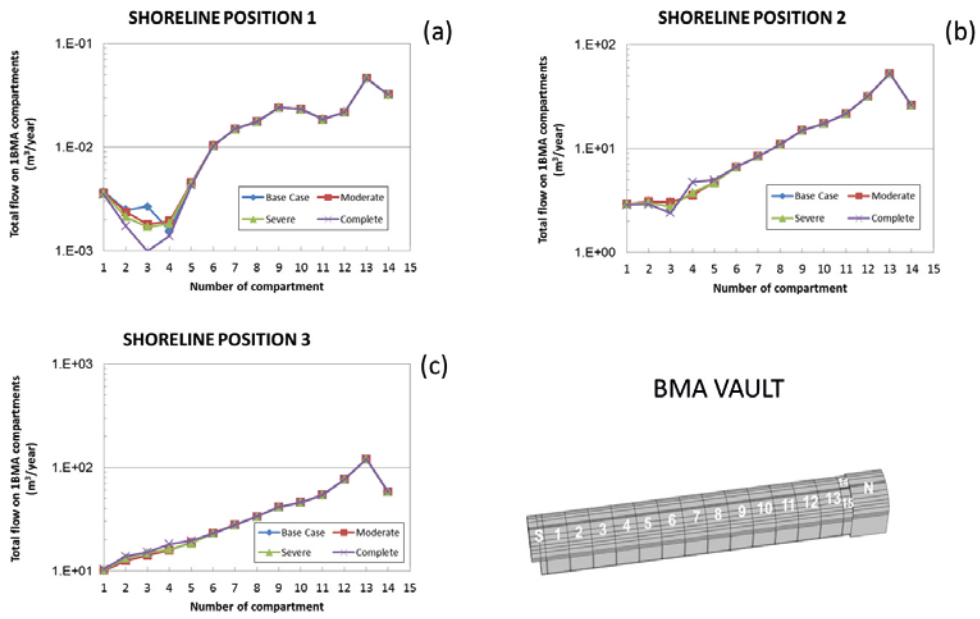 SHORELINE POSITION 1
(a)
Total flow on 1BMA compartments
(m³/year)
1.E-01
1.E-02
1.E-03
Base Case Moderate
Severe Complete
1 2 3 4 5 6 7 8 9 10 11 12 13 14 15
Number of compartment
SHORELINE POSITION 2
(b)
Total flow on 1BMA compartments
(m³/year)
1.E+02
1.E+01
1.E+00
Base Case Moderate
Severe Complete
1 2 3 4 5 6 7 8 9 10 11 12 13 14 15
Number of compartment
SHORELINE POSITION 3
(c)
Total flow on 1BMA compartments
(m³/year)
1.E+03
1.E+02
1.E+01
Base Case Moderate
Severe Complete
1 2 3 4 5 6 7 8 9 10 11 12 13 14 15
Number of compartment
BMA VAULT
S 1 2 3 4 5 6 7 8 9 10 11 12 13 14 15 N